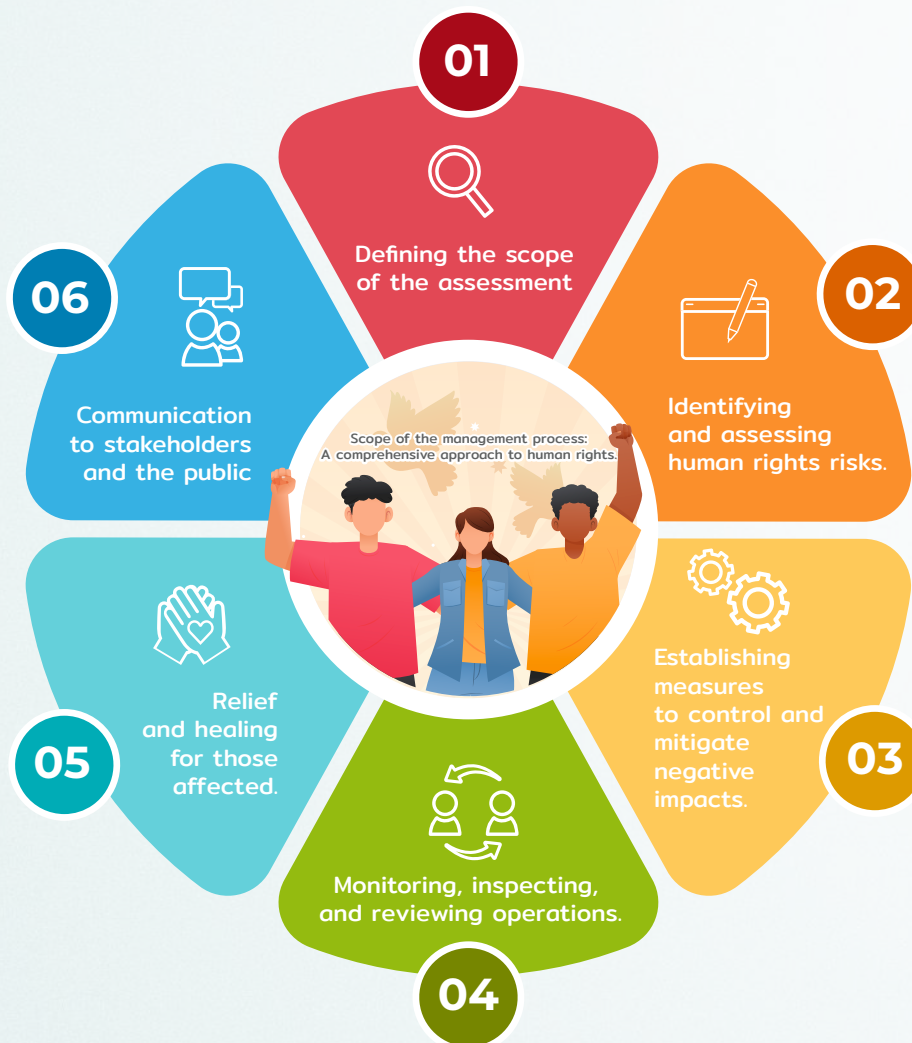 01
Defining the scope
of the assessment
02
Identifying
and assessing
human rights risks.
03
Establishing
measures
to control and
mitigate
negative
impacts.
04
Monitoring, inspecting,
and reviewing operations.
05
Relief
and healing
for those
affected.
06
Communication
to stakeholders
and the public
Scope of the management process:
A comprehensive approach to human rights.